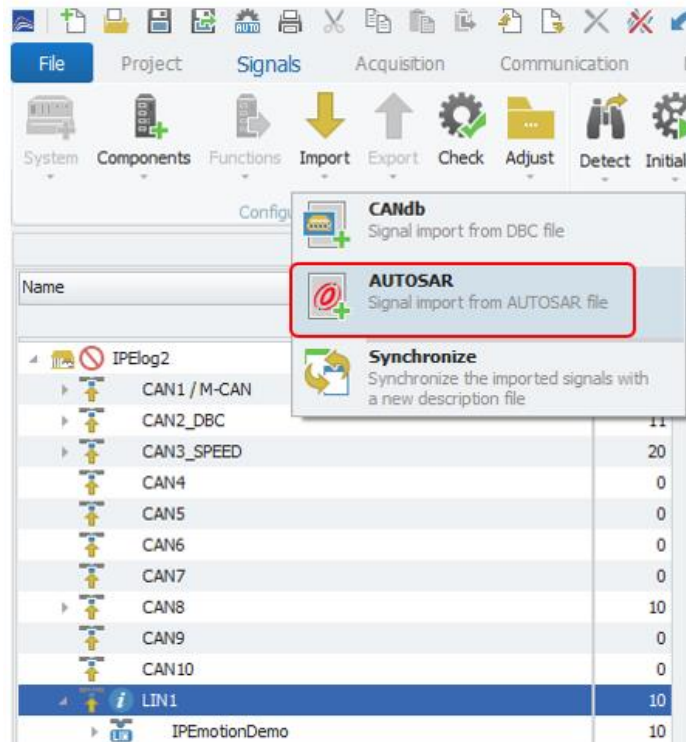 AUTO
File Project Signals Acquisition Communication
System Components Functions Import Export Check Adjust Detect Initial
Configu
CANdb
Signal import from DBC file
AUTOSAR
Signal import from AUTOSAR file
Synchronize
Synchronize the imported signals with
a new description file
Name
IPElog2
CAN1 / M-CAN
CAN2_DBC 11
CAN3_SPEED 20
CAN4 0
CAN5 0
CAN6 0
CAN7 0
CAN8 10
CAN9 0
CAN10 0
LIN1 10
LIN IPEmotionDemo 10